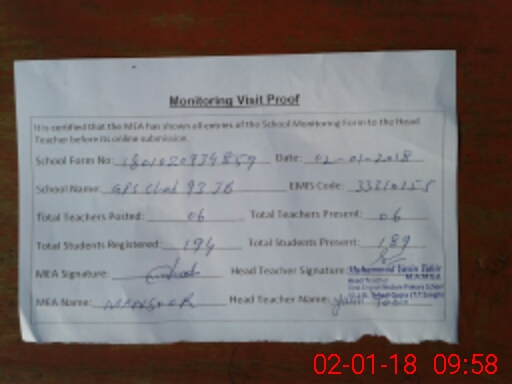 Monitoring Visit Proof
It is certified that the MEA has shown all entries of the School Monitoring Form to the Head
Teacher before its online submission.
School Form No: Date: 02-01-2018
School Name: GPS Chak 93 JB EMIS Code:
Total Teachers Posted: 06 Total Teachers Present: 06
Total Students Registered: 194 Total Students Present: 189
MEA Signature: Head Teacher Signature:
Muhammad Yasin Tahir
Head Teacher
MEA Name: MANSOOR Head Teacher Name:
02-01-18 09:58